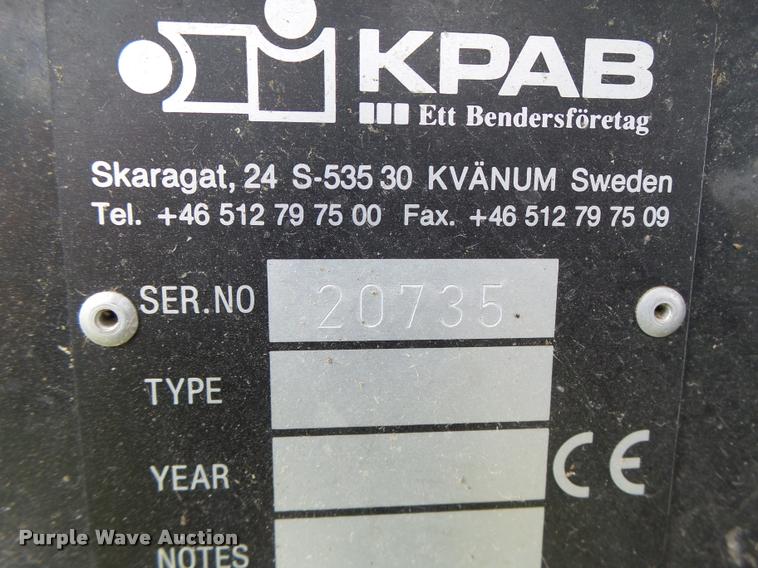 KPAB
Ett Bendersföretag
Skaragat, 24 S-535 30 KVÄNUM Sweden
Tel. +46 512 79 75 00 Fax. +46 512 79 75 09
SER.NO 20735
TYPE
YEAR CE
NOTES
Purple Wave Auction